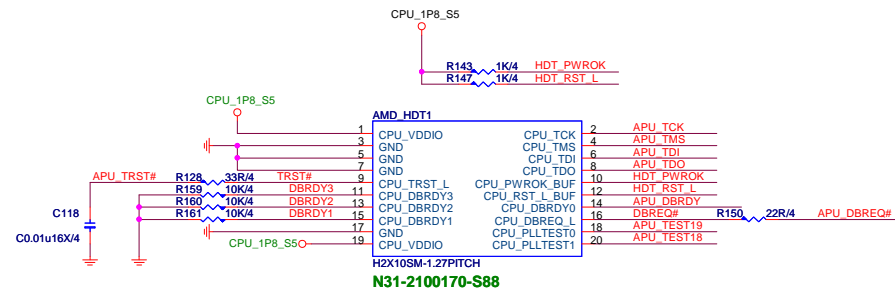 CPU_1P8_S5
R143 1K/4 HDT_PWROK
R147 1K/4 HDT_RST_L
CPU_1P8_S5
AMD_HDT1
1 CPU_VDDIO CPU_TCK 2 APU_TCK
3 GND CPU_TMS 4 APU_TMS
5 GND CPU_TDI 6 APU_TDI
7 GND CPU_TDO 8 APU_TDO
APU_TRST# R128 33R/4 TRST# 9 CPU_TRST_L CPU_PWROK_BUF 10 HDT_PWROK
R159 10K/4 DBRDY3 11 CPU_DBRDY3 CPU_RST_L_BUF 12 HDT_RST_L
R160 10K/4 DBRDY2 13 CPU_DBRDY2 CPU_DBRDY0 14 APU_DBRDY
R161 10K/4 DBRDY1 15 CPU_DBRDY1 CPU_DBREQ_L 16 DBREQ# R150 22R/4 APU_DBREQ#
C118 17 GND CPU_PLLTEST0 18 APU_TEST19
C0.01u16X/4 CPU_1P8_S5 19 CPU_VDDIO CPU_PLLTEST1 20 APU_TEST18
H2X10SM-1.27PITCH
N31-2100170-S88